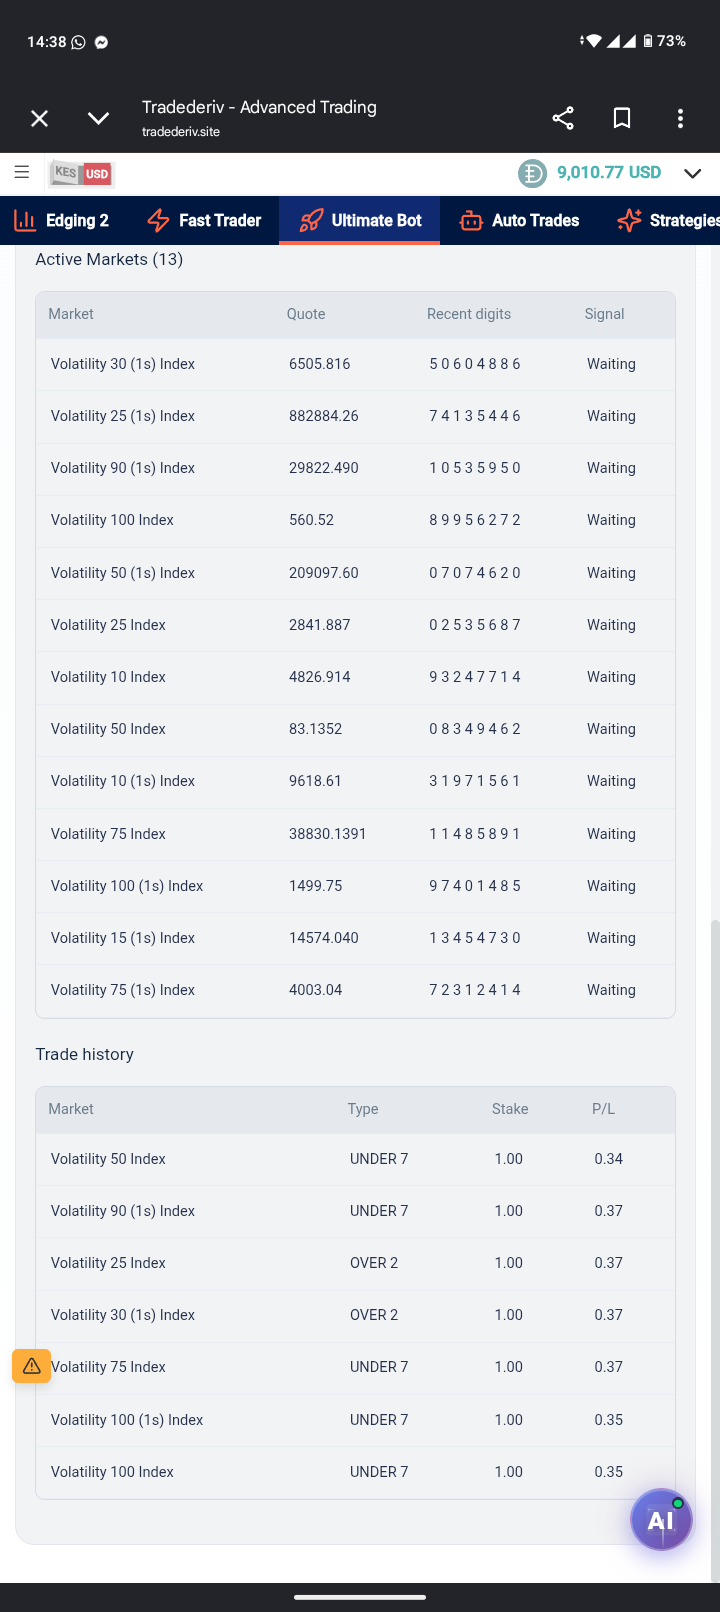 14:38
73%
Tradederiv - Advanced Trading
tradederiv.site
KES USD
9,010.77 USD
Edging 2 Fast Trader Ultimate Bot Auto Trades Strategies
Active Markets (13)
Market Quote Recent digits Signal
Volatility 30 (1s) Index 6505.816 5 0 6 0 4 8 8 6 Waiting
Volatility 25 (1s) Index 882884.26 7 4 1 3 5 4 4 6 Waiting
Volatility 90 (1s) Index 29822.490 1 0 5 3 5 9 5 0 Waiting
Volatility 100 Index 560.52 8 9 9 5 6 2 7 2 Waiting
Volatility 50 (1s) Index 209097.60 0 7 0 7 4 6 2 0 Waiting
Volatility 25 Index 2841.887 0 2 5 3 5 6 8 7 Waiting
Volatility 10 Index 4826.914 9 3 2 4 7 7 1 4 Waiting
Volatility 50 Index 83.1352 0 8 3 4 9 4 6 2 Waiting
Volatility 10 (1s) Index 9618.61 3 1 9 7 1 5 6 1 Waiting
Volatility 75 Index 38830.1391 1 1 4 8 5 8 9 1 Waiting
Volatility 100 (1s) Index 1499.75 9 7 4 0 1 4 8 5 Waiting
Volatility 15 (1s) Index 14574.040 1 3 4 5 4 7 3 0 Waiting
Volatility 75 (1s) Index 4003.04 7 2 3 1 2 4 1 4 Waiting
Trade history
Market Type Stake P/L
Volatility 50 Index UNDER 7 1.00 0.34
Volatility 90 (1s) Index UNDER 7 1.00 0.37
Volatility 25 Index OVER 2 1.00 0.37
Volatility 30 (1s) Index OVER 2 1.00 0.37
Volatility 75 Index UNDER 7 1.00 0.37
Volatility 100 (1s) Index UNDER 7 1.00 0.35
Volatility 100 Index UNDER 7 1.00 0.35
AI